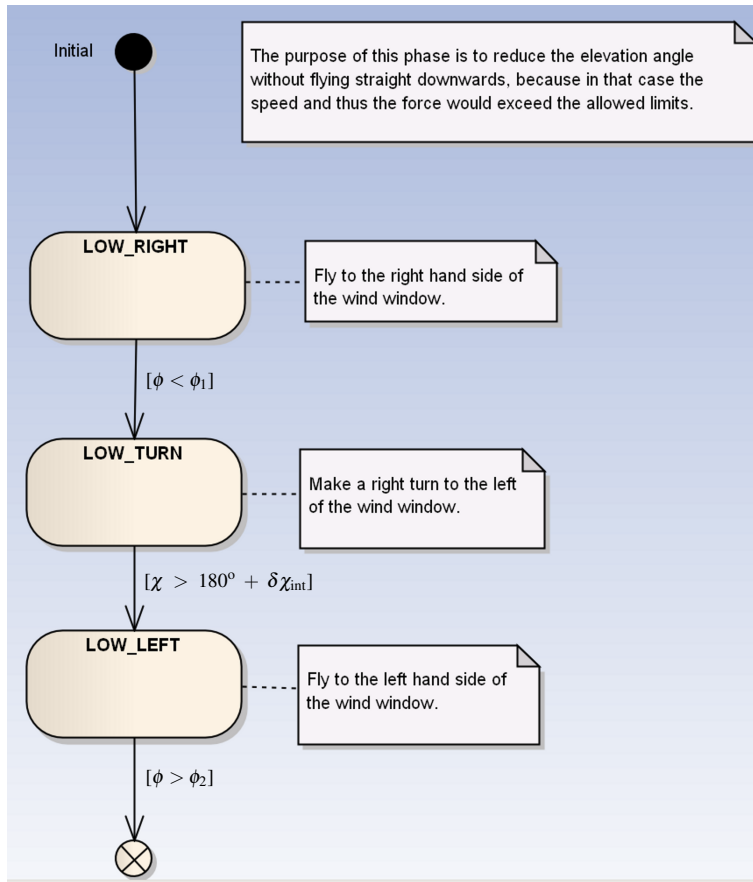 Initial
The purpose of this phase is to reduce the elevation angle
without flying straight downwards, because in that case the
speed and thus the force would exceed the allowed limits.
LOW_RIGHT
Fly to the right hand side of
the wind window.
[ϕ < ϕ₁]
LOW_TURN
Make a right turn to the left
of the wind window.
[χ > 180º + δχ_int]
LOW_LEFT
Fly to the left hand side of
the wind window.
[ϕ > ϕ₂]